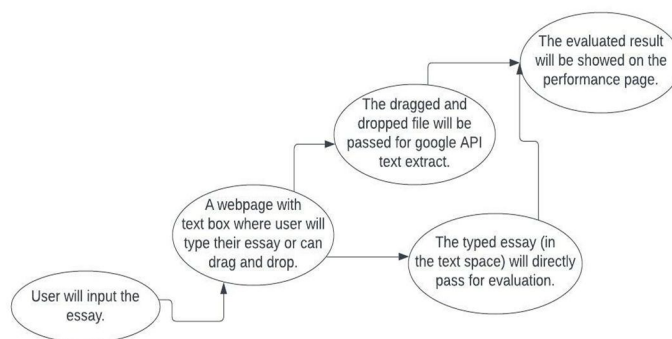 The evaluated result
will be showed on the
performance page.
The dragged and
dropped file will be
passed for google API
text extract.
A webpage with
text box where user will
type their essay or can
drag and drop.
The typed essay (in
the text space) will directly
pass for evaluation.
User will input the
essay.